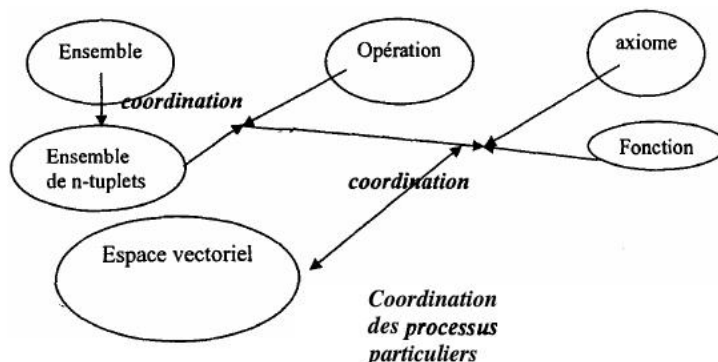 Ensemble
Opération
axiome
coordination
Ensemble
de n-tuplets
Fonction
coordination
Espace vectoriel
Coordination
des processus
particuliers